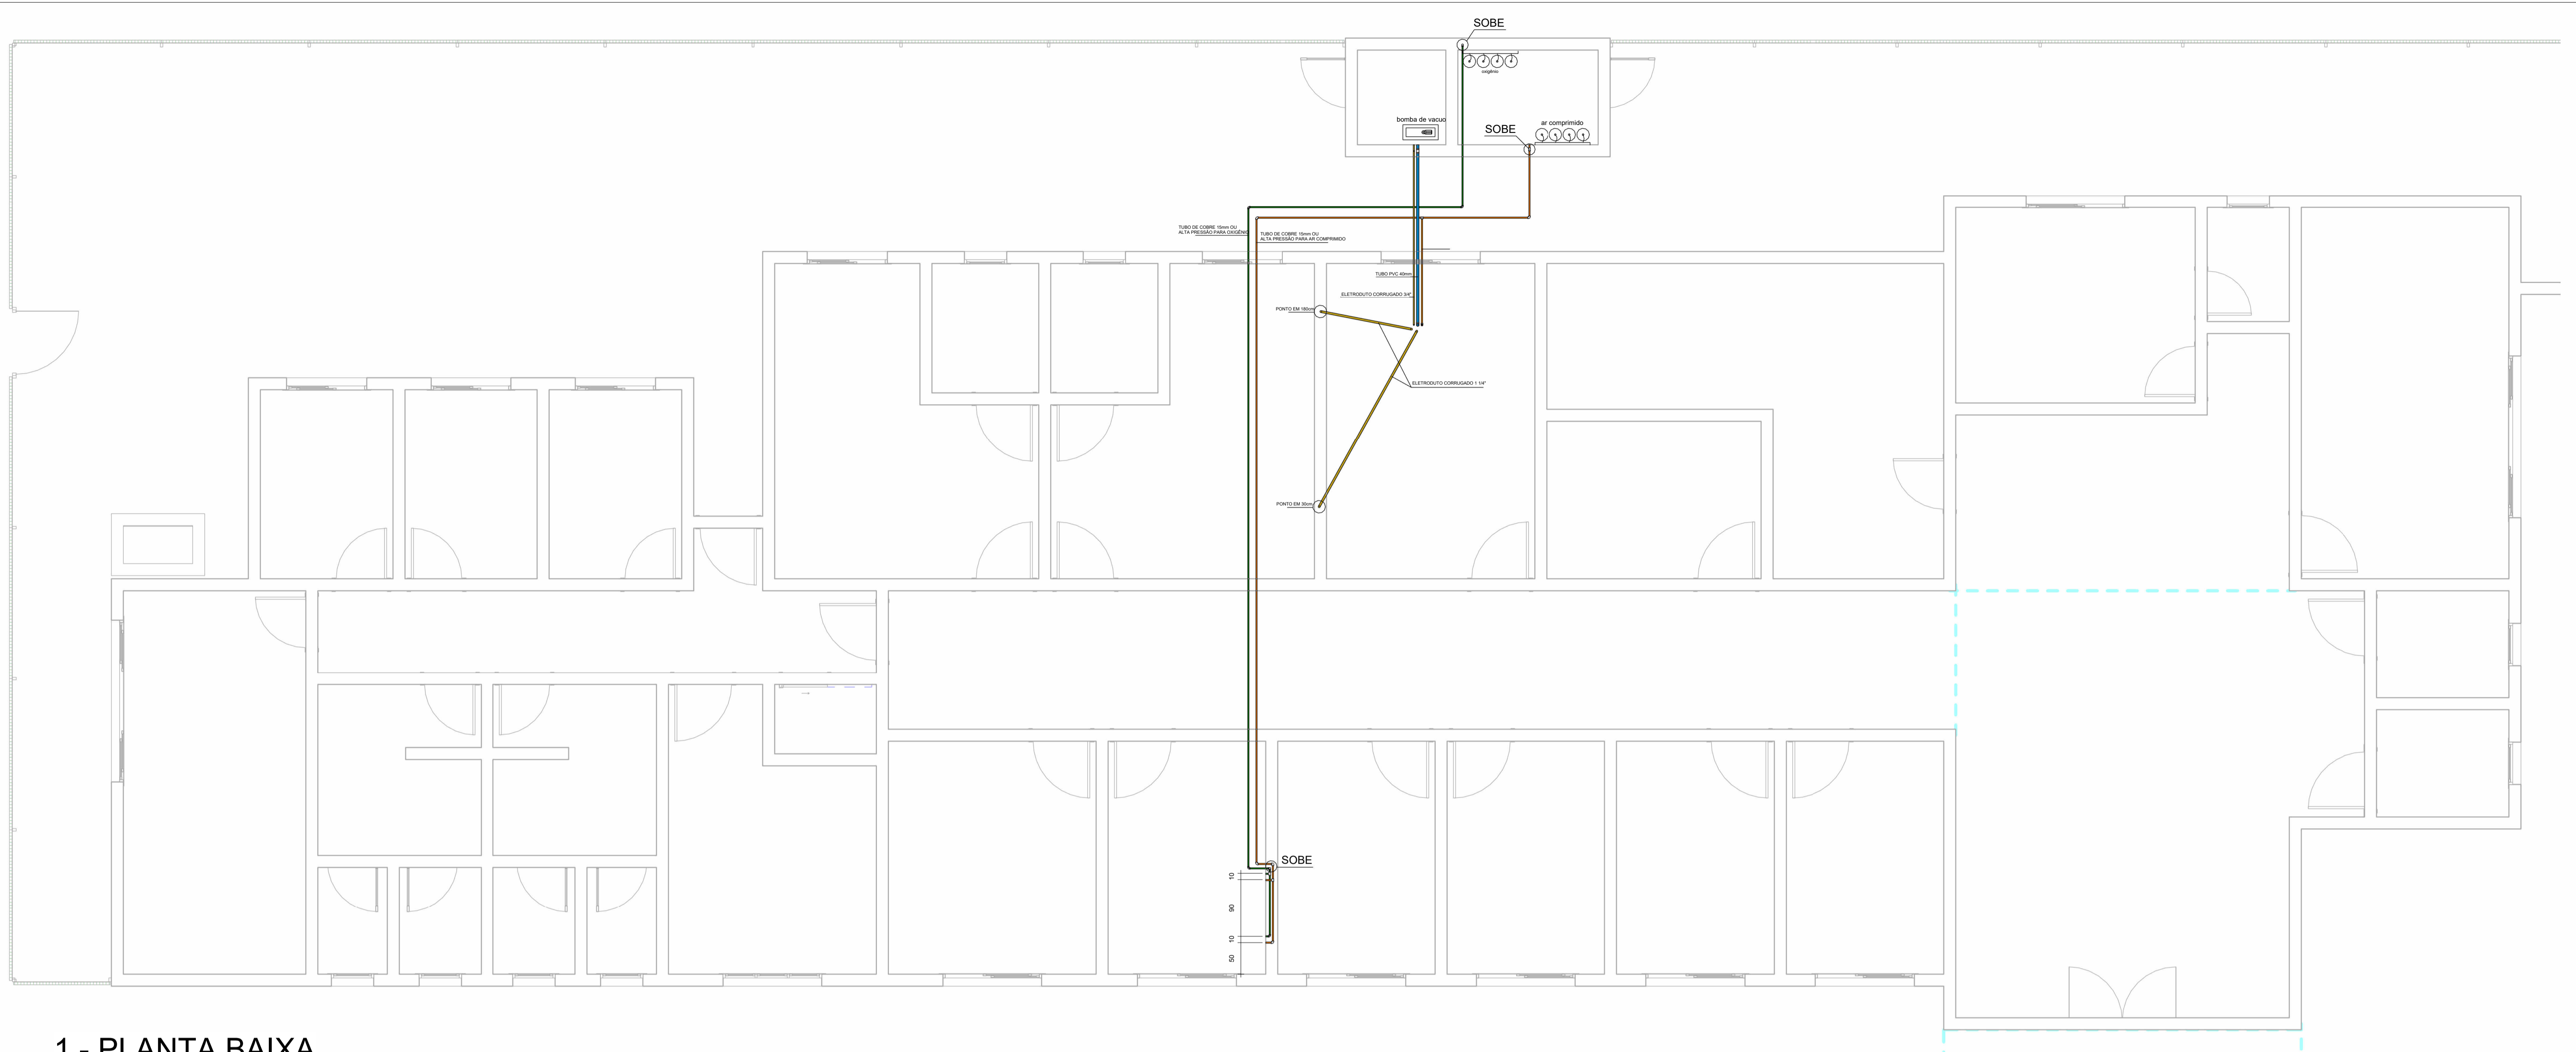 SOBE
oxigênio
bomba de vacuo
SOBE
ar comprimido
TUBO DE COBRE 15mm OU
ALTA PRESSÃO PARA OXIGÊNIO
TUBO DE COBRE 15mm OU
ALTA PRESSÃO PARA AR COMPRIMIDO
TUBO PVC 40mm
ELETRODUTO CORRUGADO 3/4"
PONTO EM 180cm
ELETRODUTO CORRUGADO 1 1/4"
PONTO EM 30cm
SOBE
10
90
10
50
1 - PLANTA BAIXA